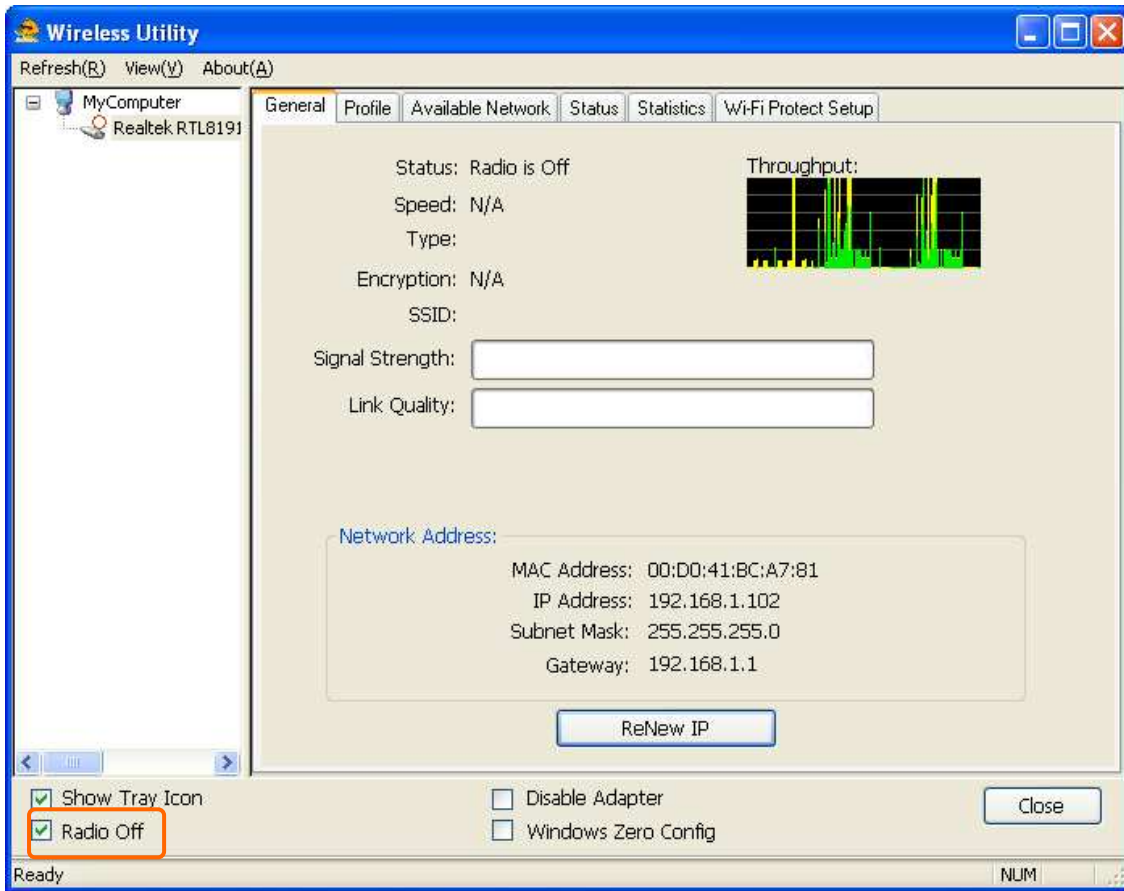 Wireless Utility
Refresh(R) View(V) About(A)
MyComputer
Realtek RTL8191
General Profile Available Network Status Statistics Wi-Fi Protect Setup
Status: Radio is Off
Throughput:
Speed: N/A
Type:
Encryption: N/A
SSID:
Signal Strength:
Link Quality:
Network Address:
MAC Address: 00:D0:41:BC:A7:81
IP Address: 192.168.1.102
Subnet Mask: 255.255.255.0
Gateway: 192.168.1.1
ReNew IP
Show Tray Icon
Radio Off
Disable Adapter
Windows Zero Config
Close
Ready
NUM